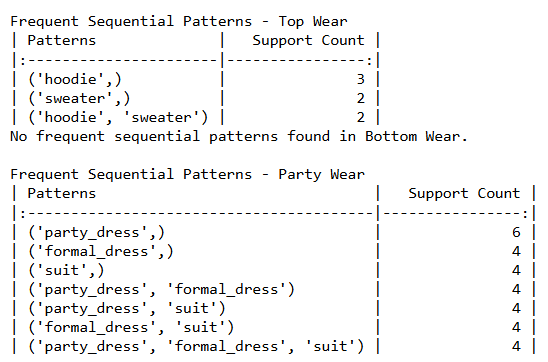 Frequent Sequential Patterns - Top Wear
| Patterns              |   Support Count |
|:----------------------|----------------:|
| ('hoodie',)           |               3 |
| ('sweater',)          |               2 |
| ('hoodie', 'sweater') |               2 |
No frequent sequential patterns found in Bottom Wear.
Frequent Sequential Patterns - Party Wear
| Patterns                                |   Support Count |
|:----------------------------------------|----------------:|
| ('party_dress',)                        |               6 |
| ('formal_dress',)                       |               4 |
| ('suit',)                               |               4 |
| ('party_dress', 'formal_dress')         |               4 |
| ('party_dress', 'suit')                 |               4 |
| ('formal_dress', 'suit')                |               4 |
| ('party_dress', 'formal_dress', 'suit') |               4 |